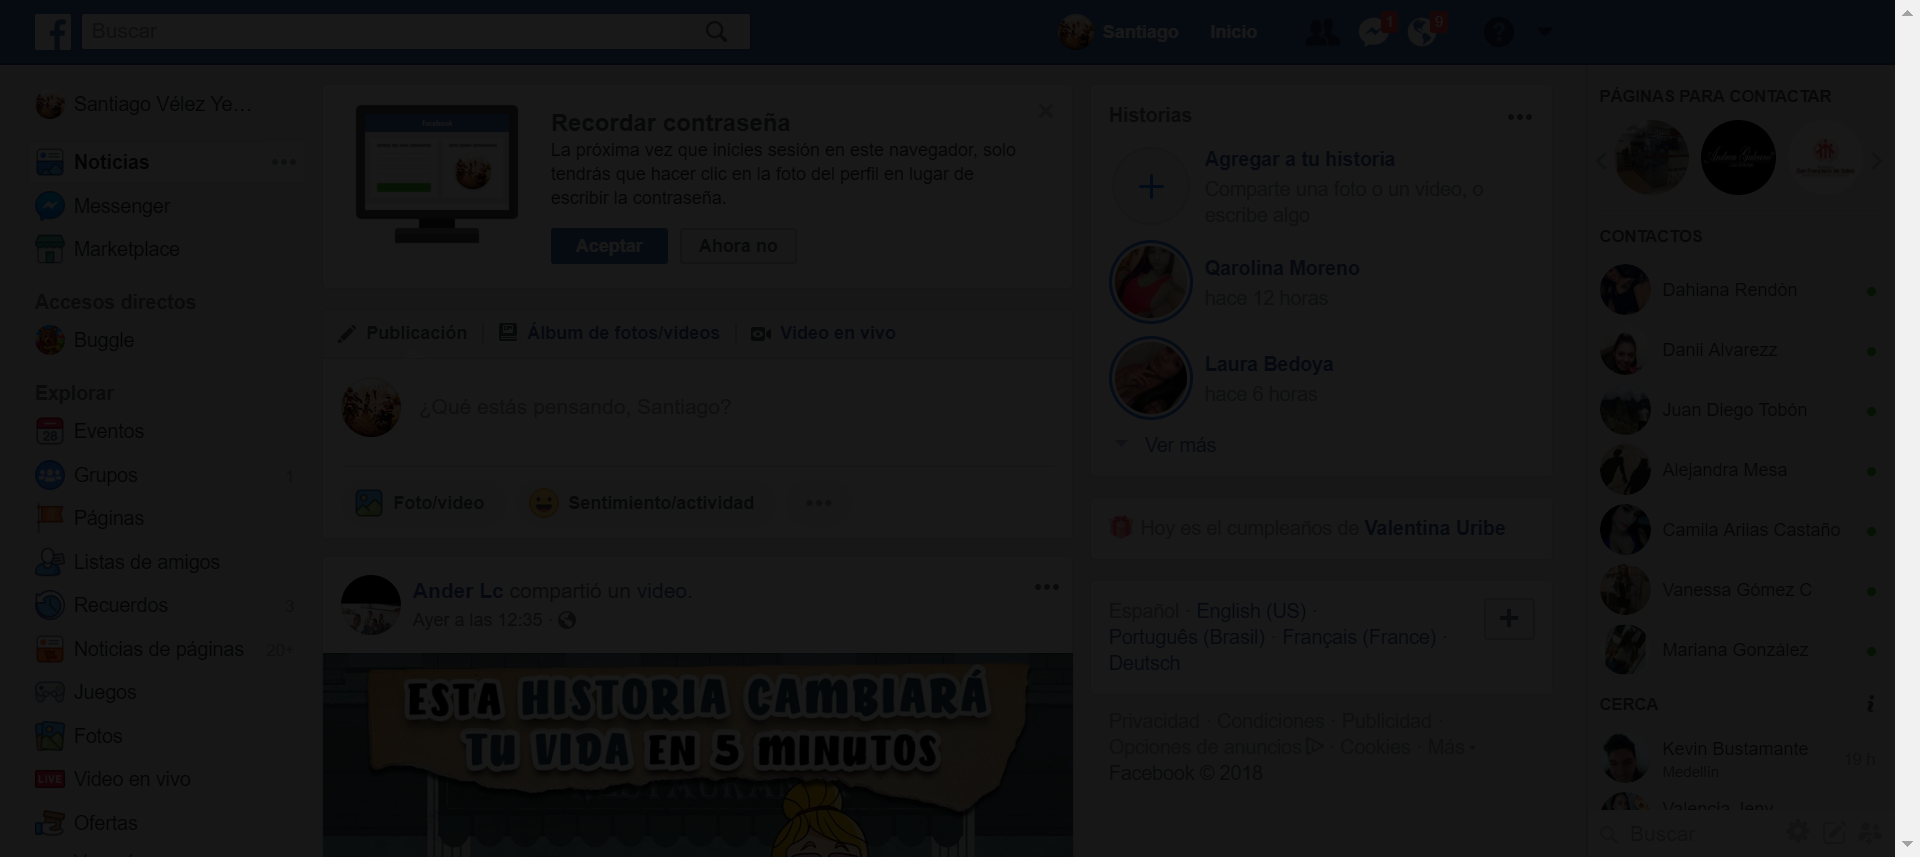 Buscar
Santiago
Inicio
1
9
Santiago Vélez Ye...
Noticias
Messenger
Marketplace
Accesos directos
Buggle
Explorar
28
Eventos
Grupos 1
Páginas
Listas de amigos
Recuerdos 3
Noticias de páginas 20+
Juegos
Fotos
LIVE
Video en vivo
Ofertas
Recordar contraseña
La próxima vez que inicies sesión en este navegador, solo
tendrás que hacer clic en la foto del perfil en lugar de
escribir la contraseña.
Aceptar
Ahora no
Publicación
Álbum de fotos/videos
Video en vivo
¿Qué estás pensando, Santiago?
Foto/video
Sentimiento/actividad
Ander Lc compartió un video.
Ayer a las 12:35 ·
ESTA HISTORIA CAMBIARÁ
TU VIDA EN 5 MINUTOS
Historias
Agregar a tu historia
Comparte una foto o un video, o
escribe algo
Qarolina Moreno
hace 12 horas
Laura Bedoya
hace 6 horas
Ver más
Hoy es el cumpleaños de Valentina Uribe
Español · English (US) ·
Português (Brasil) · Français (France) ·
Deutsch
Privacidad · Condiciones · Publicidad ·
Opciones de anuncios · Cookies · Más
Facebook © 2018
PÁGINAS PARA CONTACTAR
CONTACTOS
Dahiana Rendón
Danii Alvarezz
Juan Diego Tobón
Alejandra Mesa
Camila Ariias Castaño
Vanessa Gómez C
Mariana González
CERCA
Kevin Bustamante
Medellín
19 h
Valencia Jeny
Buscar